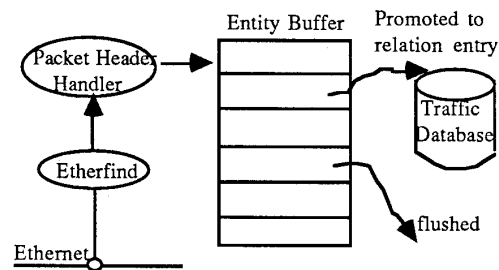 Entity Buffer
Promoted to
relation entry
Packet Header
Handler
Traffic
Database
Etherfind
flushed
Ethernet